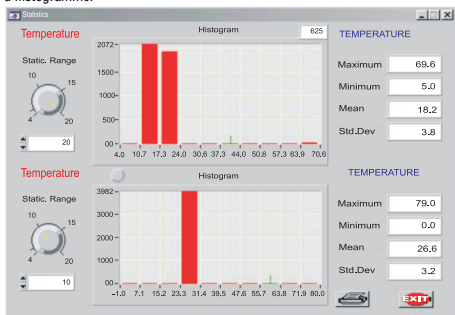 d'histogramme.
Statistics
Temperature
Histogram
625
TEMPERATURE
Static. Range
10
15
4
20
20
2072
1500
1000
500
00
4.0 10.7 17.3 24.0 30.6 37.3 44.0 50.6 57.3 63.9 70.6
Maximum 69.6
Minimum 5.0
Mean 18.2
Std.Dev 3.8
Temperature
Histogram
TEMPERATURE
Static. Range
10
15
4
20
10
3982
3000
2000
1000
00
-1.0 7.1 15.2 23.3 31.4 39.5 47.6 55.7 63.8 71.9 80.0
Maximum 79.0
Minimum 0.0
Mean 26.6
Std.Dev 3.2
EXIT